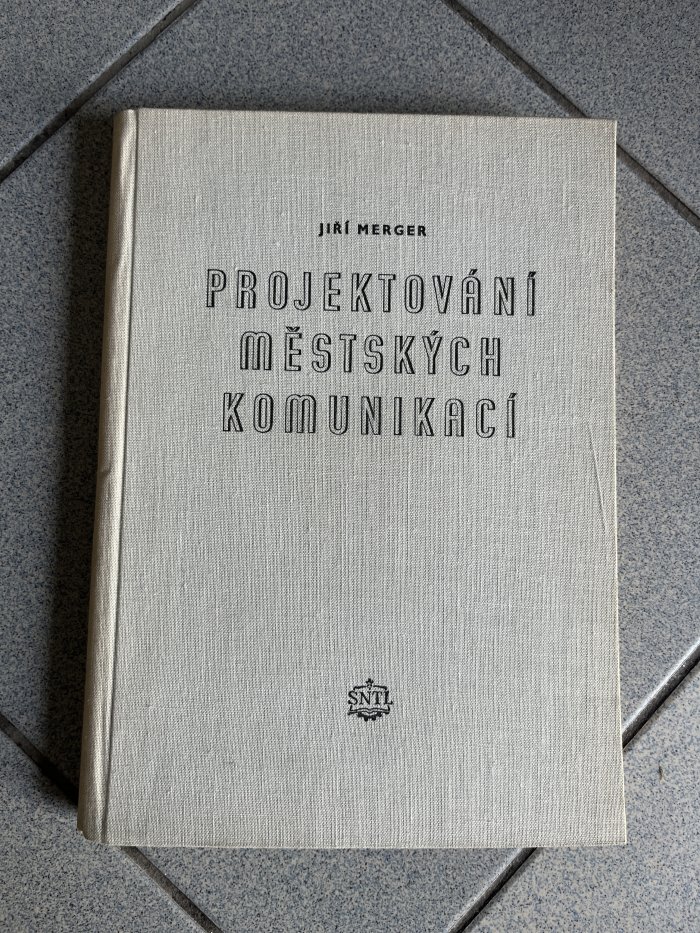 JIŘÍ MERGER
PROJEKTOVÁNÍ
MĚSTSKÝCH
KOMUNIKACÍ
SNTL